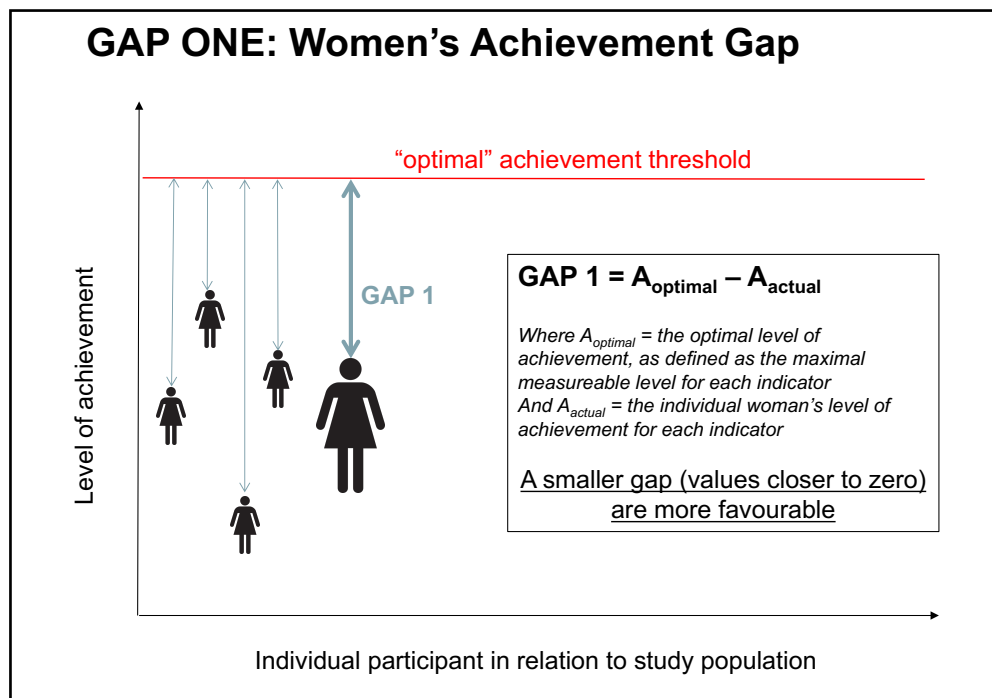 GAP ONE: Women’s Achievement Gap
“optimal” achievement threshold
Level of achievement
GAP 1
GAP 1 = Aoptimal – Aactual
Where Aoptimal = the optimal level of
achievement, as defined as the maximal
measureable level for each indicator
And Aactual = the individual woman’s level of
achievement for each indicator
A smaller gap (values closer to zero)
are more favourable
Individual participant in relation to study population